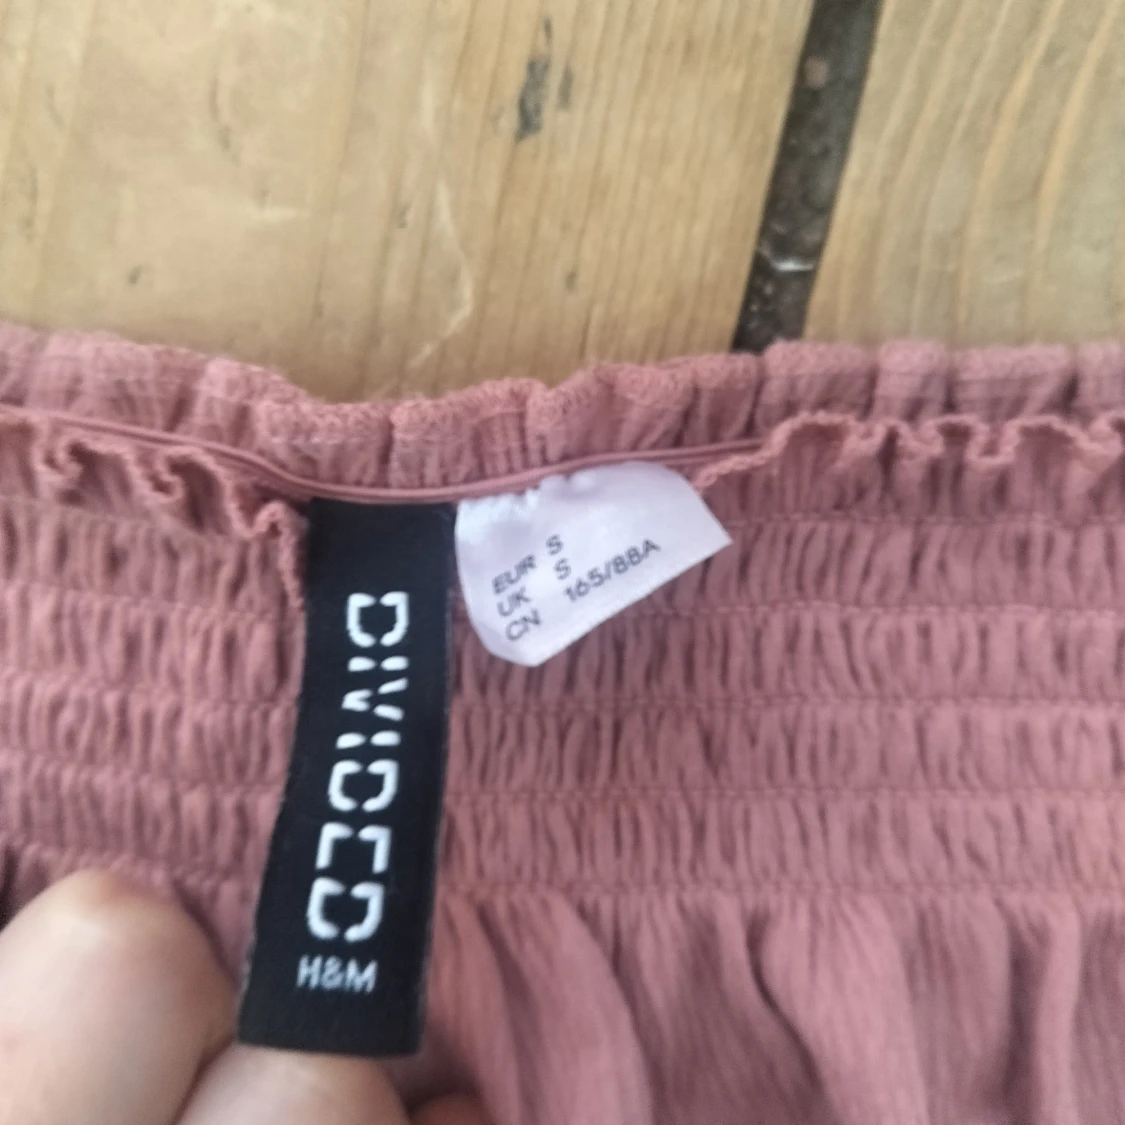 DIVIDED
H&M
EUR S
UK S
CN 165/88A